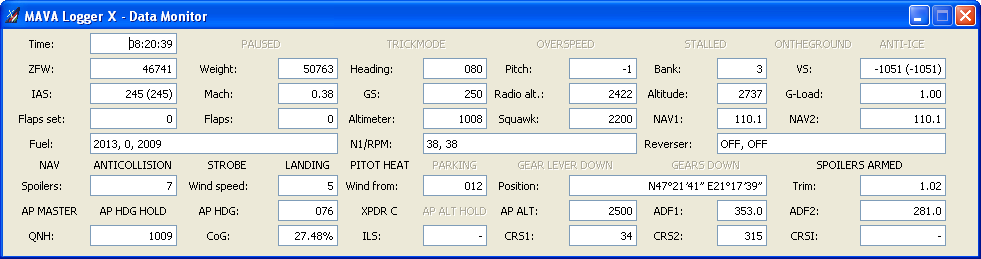 MAVA Logger X - Data Monitor
Time: 08:20:39 PAUSED TRICKMODE OVERSPEED STALLED ONTHEGROUND ANTI-ICE
ZFW: 46741 Weight: 50763 Heading: 080 Pitch: -1 Bank: 3 VS: -1051 (-1051)
IAS: 245 (245) Mach: 0.38 GS: 250 Radio alt.: 2422 Altitude: 2737 G-Load: 1.00
Flaps set: 0 Flaps: 0 Altimeter: 1008 Squawk: 2200 NAV1: 110.1 NAV2: 110.1
Fuel: 2013, 0, 2009 N1/RPM: 38, 38 Reverser: OFF, OFF
NAV ANTICOLLISION STROBE LANDING PITOT HEAT PARKING GEAR LEVER DOWN GEARS DOWN SPOILERS ARMED
Spoilers: 7 Wind speed: 5 Wind from: 012 Position: N47°21'41" E21°17'39" Trim: 1.02
AP MASTER AP HDG HOLD AP HDG: 076 XPDR C AP ALT HOLD AP ALT: 2500 ADF1: 353.0 ADF2: 281.0
QNH: 1009 CoG: 27.48% ILS: - CRS1: 34 CRS2: 315 CRSI: -